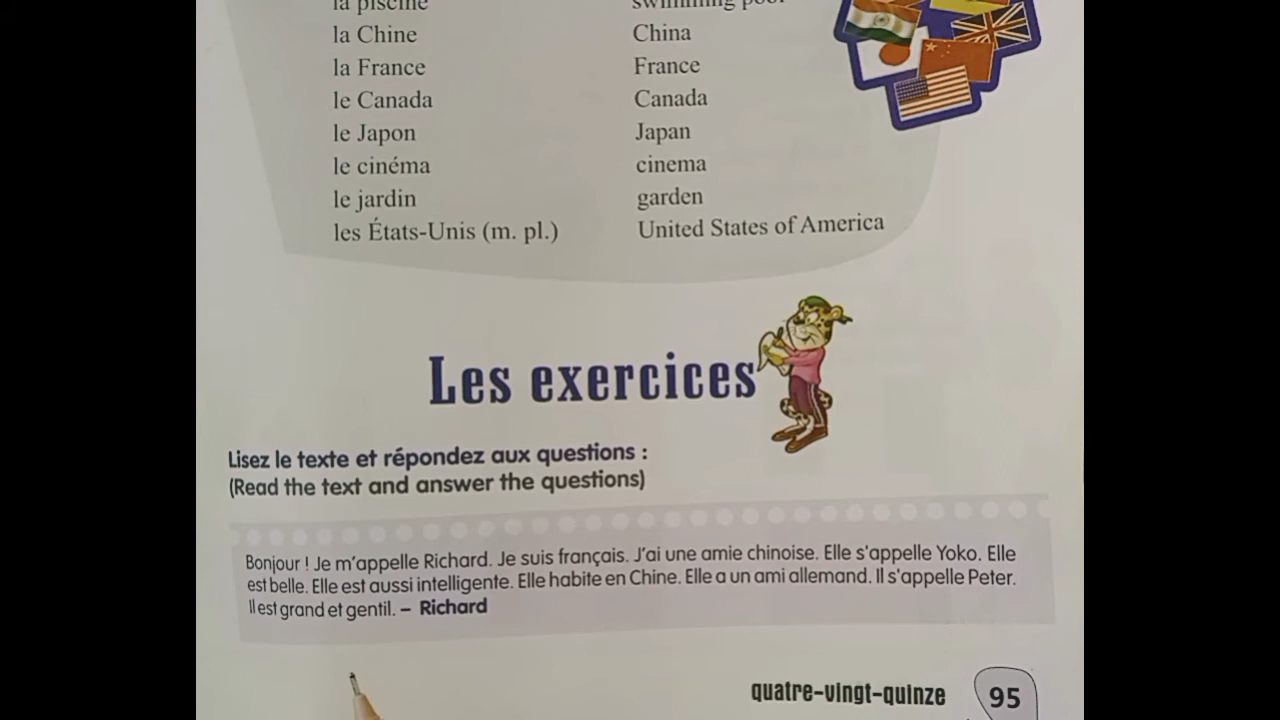 la piscine
swimming pool
la Chine
China
la France
France
le Canada
Canada
le Japon
Japan
le cinéma
cinema
le jardin
garden
les États-Unis (m. pl.)
United States of America
Les exercices
Lisez le texte et répondez aux questions :
(Read the text and answer the questions)
Bonjour ! Je m'appelle Richard. Je suis français. J'ai une amie chinoise. Elle s'appelle Yoko. Elle
est belle. Elle est aussi intelligente. Elle habite en Chine. Elle a un ami allemand. Il s'appelle Peter.
Il est grand et gentil. – Richard
quatre-vingt-quinze
95